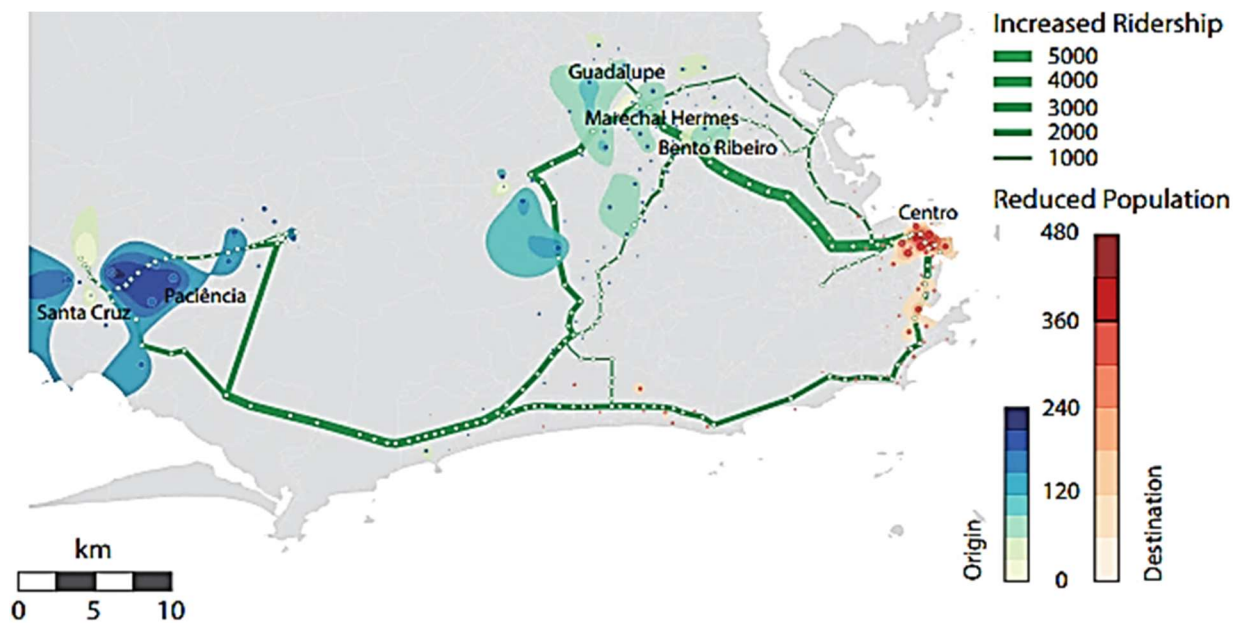 Increased Ridership
5000
4000
3000
2000
1000
Reduced Population
480
360
240
120
0
Origin
Destination
Guadalupe
Marechal Hermes
Bento Ribeiro
Centro
Paciência
Santa Cruz
km
0 5 10